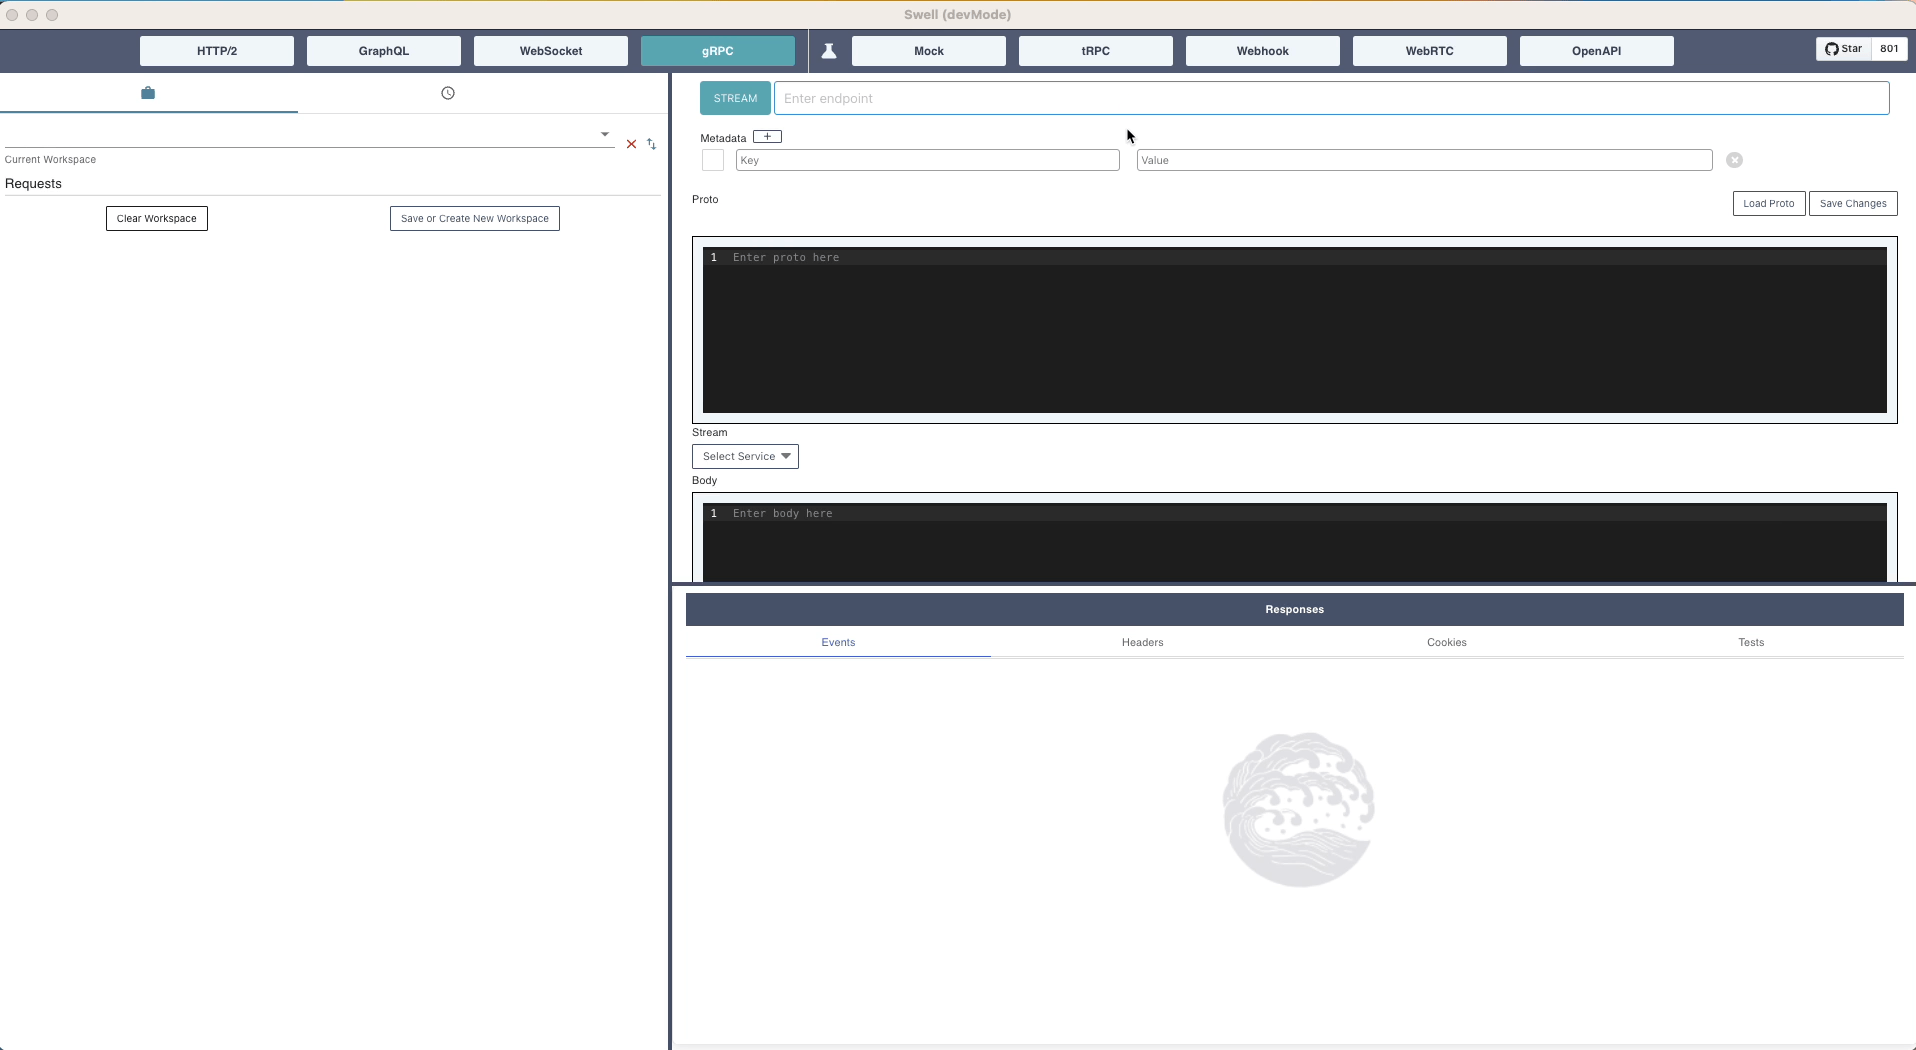 Swell (devMode)
HTTP/2 GraphQL WebSocket gRPC Mock tRPC Webhook WebRTC OpenAPI Star 801
STREAM Enter endpoint
Metadata +
Key Value
Current Workspace
Requests
Clear Workspace Save or Create New Workspace
Proto Load Proto Save Changes
1 Enter proto here
Stream
Select Service
Body
1 Enter body here
Responses
Events Headers Cookies Tests